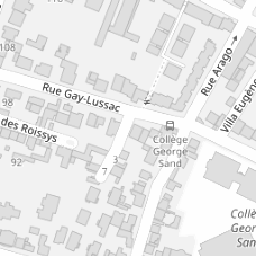 108
Rue Gay-Lussac
Rue Arago
98
des Roissys
92
3
7
Collège
George
Sand
Villa Eugén
Collè
Geor
San